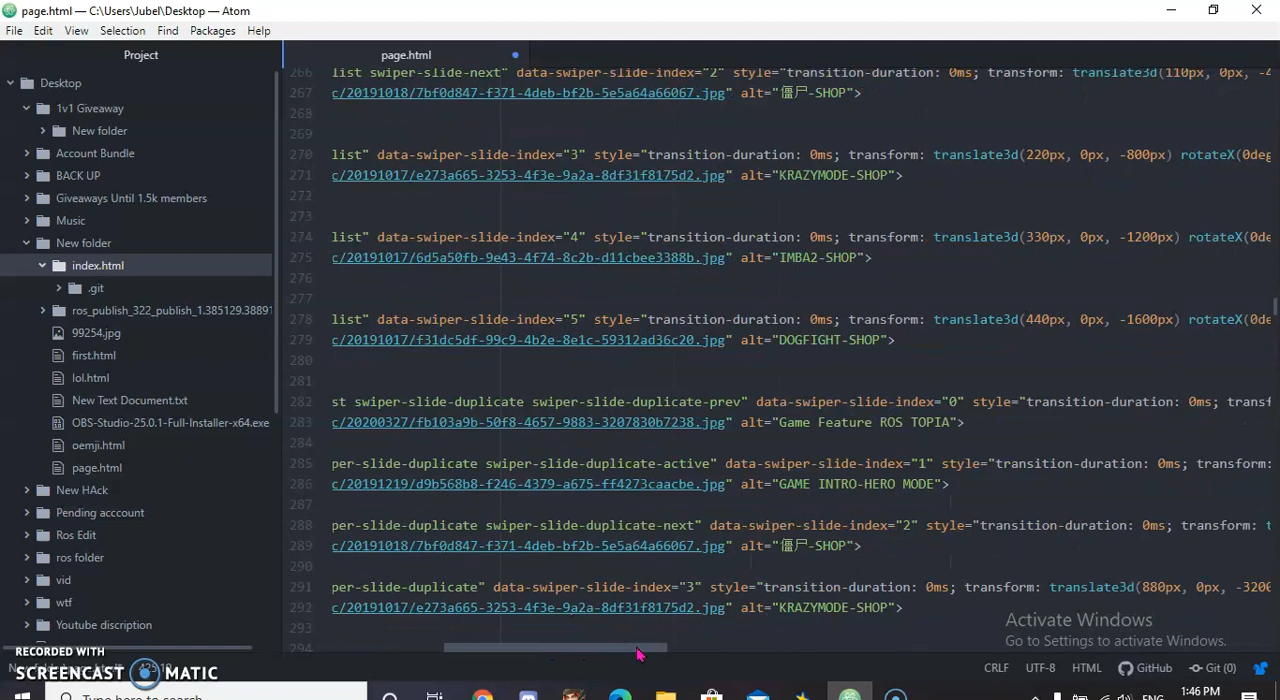 page.html — C:\Users\Jubel\Desktop — Atom
File Edit View Selection Find Packages Help
Project
Desktop
1v1 Giveaway
New folder
Account Bundle
BACK UP
Giveaways Until 1.5k members
Music
New folder
index.html
.git
ros_publish_322_publish_1.385129.38891
99254.jpg
first.html
lol.html
New Text Document.txt
OBS-Studio-25.0.1-Full-Installer-x64.exe
oemji.html
page.html
New HAck
Pending acccount
Ros Edit
ros folder
vid
wtf
Youtube discription
page.html
266 list swiper-slide-next" data-swiper-slide-index="2" style="transition-duration: 0ms; transform: translate3d(110px, 0px, -4
267 c/20191018/7bf0d847-f371-4deb-bf2b-5e5a64a66067.jpg" alt="僵尸-SHOP">
268
269
270 list" data-swiper-slide-index="3" style="transition-duration: 0ms; transform: translate3d(220px, 0px, -800px) rotateX(0deg
271 c/20191017/e273a665-3253-4f3e-9a2a-8df31f8175d2.jpg" alt="KRAZYMODE-SHOP">
272
273
274 list" data-swiper-slide-index="4" style="transition-duration: 0ms; transform: translate3d(330px, 0px, -1200px) rotateX(0de
275 c/20191017/6d5a50fb-9e43-4f74-8c2b-d11cbee3388b.jpg" alt="IMBA2-SHOP">
276
277
278 list" data-swiper-slide-index="5" style="transition-duration: 0ms; transform: translate3d(440px, 0px, -1600px) rotateX(0de
279 c/20191017/f31dc5df-99c9-4b2e-8e1c-59312ad36c20.jpg" alt="DOGFIGHT-SHOP">
280
281
282 st swiper-slide-duplicate swiper-slide-duplicate-prev" data-swiper-slide-index="0" style="transition-duration: 0ms; transf
283 c/20200327/fb103a9b-50f8-4657-9883-3207830b7238.jpg" alt="Game Feature ROS TOPIA">
284
285 per-slide-duplicate swiper-slide-duplicate-active" data-swiper-slide-index="1" style="transition-duration: 0ms; transform:
286 c/20191219/d9b568b8-f246-4379-a675-ff4273caacbe.jpg" alt="GAME INTRO-HERO MODE">
287
288 per-slide-duplicate swiper-slide-duplicate-next" data-swiper-slide-index="2" style="transition-duration: 0ms; transform: t
289 c/20191018/7bf0d847-f371-4deb-bf2b-5e5a64a66067.jpg" alt="僵尸-SHOP">
290
291 per-slide-duplicate" data-swiper-slide-index="3" style="transition-duration: 0ms; transform: translate3d(880px, 0px, -3200
292 c/20191017/e273a665-3253-4f3e-9a2a-8df31f8175d2.jpg" alt="KRAZYMODE-SHOP">
293
294
Activate Windows
Go to Settings to activate Windows.
RECORDED WITH
SCREENCAST MATIC
CRLF UTF-8 HTML GitHub Git (0)
Type here to search
ENG 1:46 PM